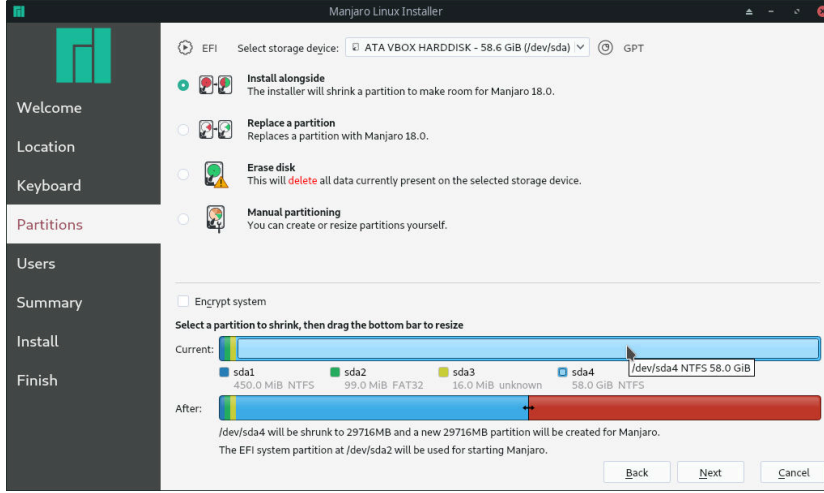 Manjaro Linux Installer
EFI Select storage device: ATA VBOX HARDDISK - 58.6 GiB (/dev/sda) GPT
Welcome
Location
Keyboard
Partitions
Users
Summary
Install
Finish
Install alongside
The installer will shrink a partition to make room for Manjaro 18.0.
Replace a partition
Replaces a partition with Manjaro 18.0.
Erase disk
This will delete all data currently present on the selected storage device.
Manual partitioning
You can create or resize partitions yourself.
Encrypt system
Select a partition to shrink, then drag the bottom bar to resize
Current:
/dev/sda4 NTFS 58.0 GiB
sda1 sda2 sda3 sda4
450.0 MiB NTFS 99.0 MiB FAT32 16.0 MiB unknown 58.0 GiB NTFS
After:
/dev/sda4 will be shrunk to 29716MB and a new 29716MB partition will be created for Manjaro.
The EFI system partition at /dev/sda2 will be used for starting Manjaro.
Back Next Cancel